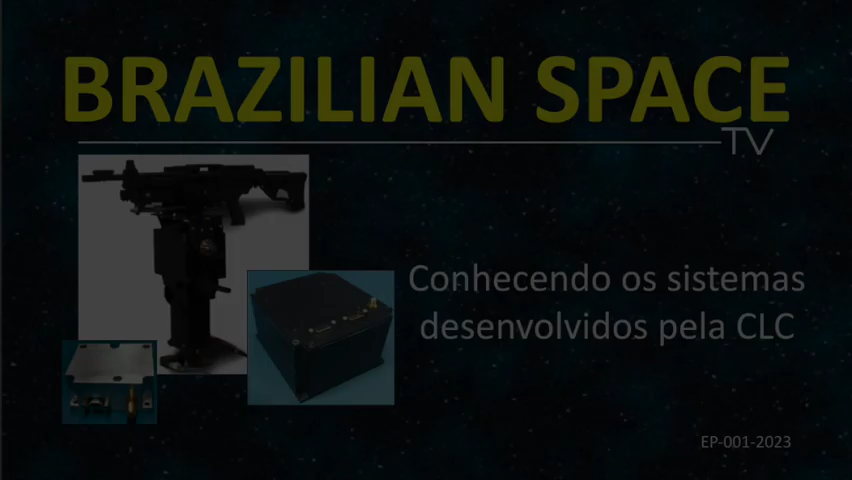 BRAZILIAN SPACE
TV
Conhecendo os sistemas
desenvolvidos pela CLC
EP-001-2023